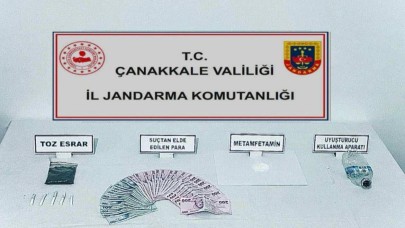 T.C.
ÇANAKKALE VALİLİĞİ
İL JANDARMA KOMUTANLIĞI
TOZ ESRAR
SUÇTAN ELDE
EDİLEN PARA
METAMFETAMİN
UYUŞTURUCU
KULLANMA APARATI